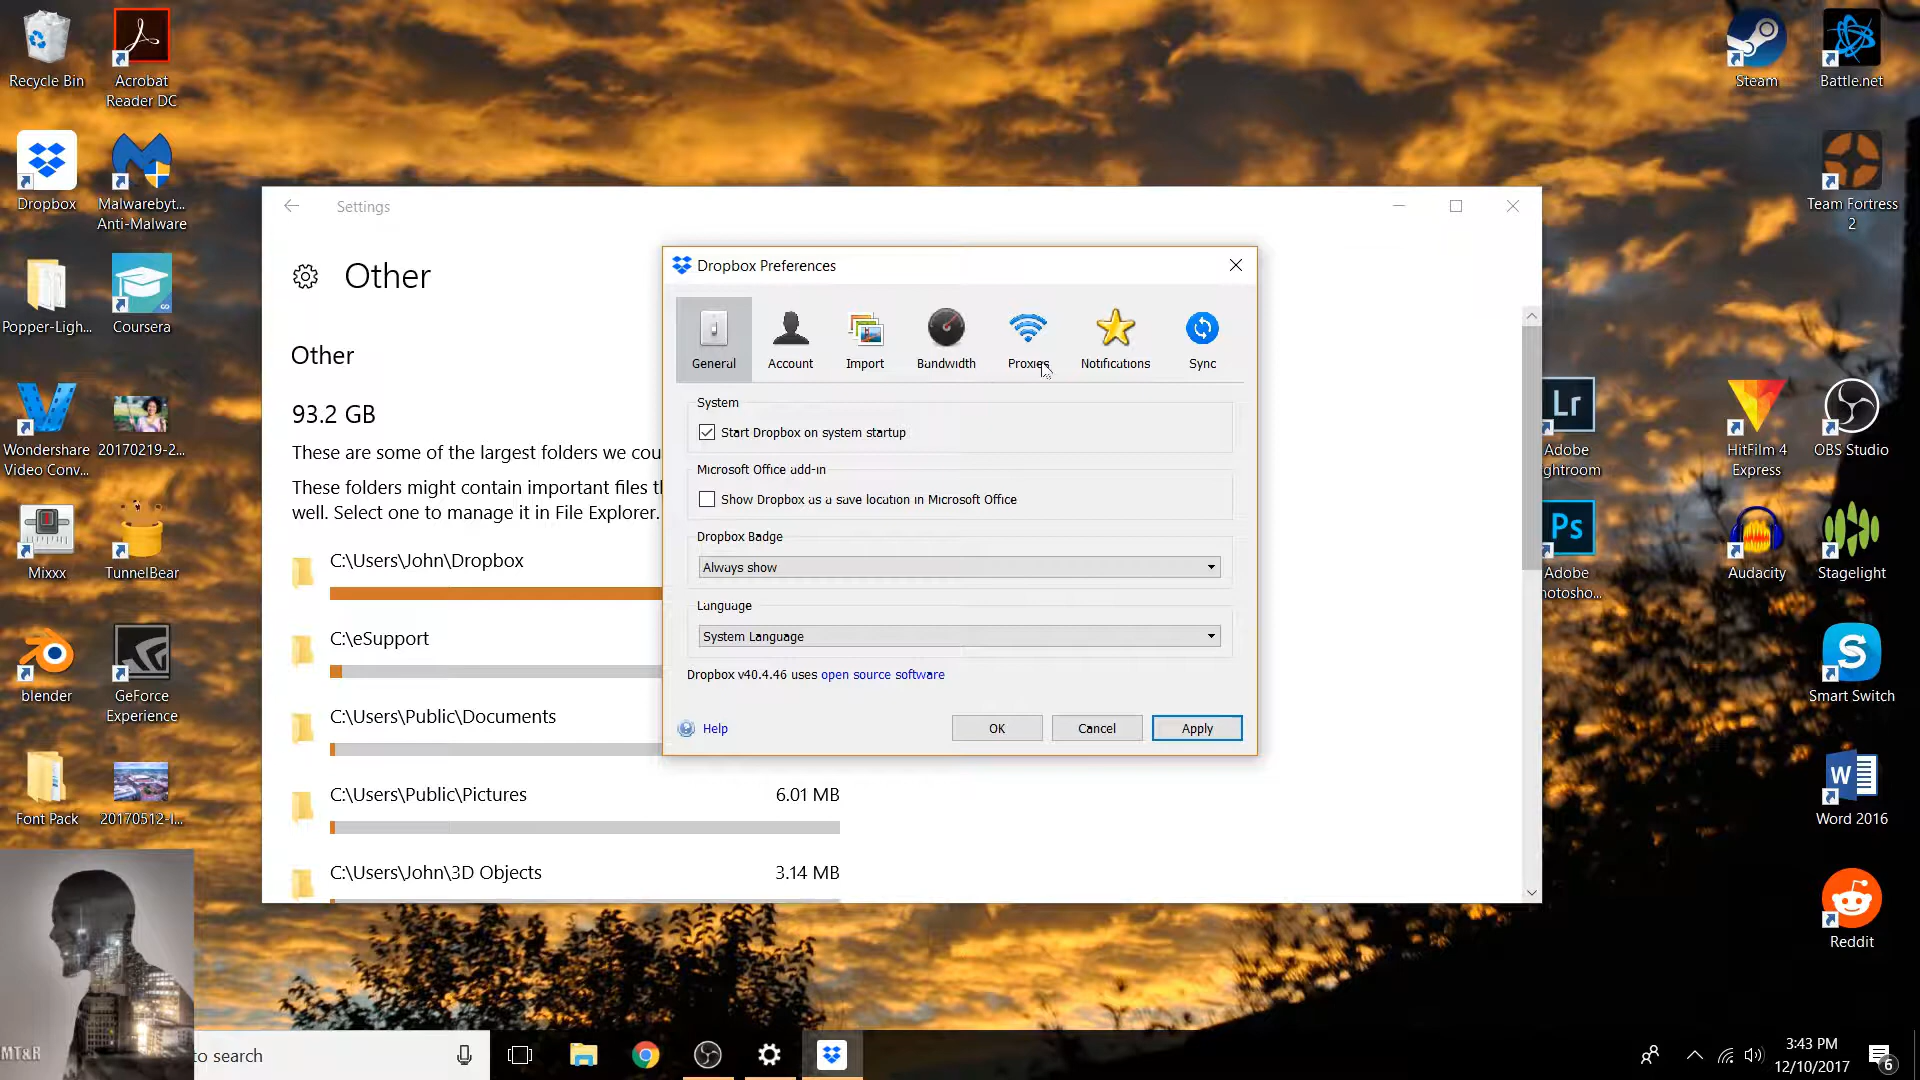 Recycle Bin
Acrobat
Reader DC
Dropbox
Malwarebyt...
Anti-Malware
Popper-Ligh...
Coursera
Wondershare
Video Conv...
20170219-2...
Mixxx
TunnelBear
blender
GeForce
Experience
Font Pack
20170512-I...
MT&R
Settings
Other
Other
93.2 GB
These are some of the largest folders we cou
These folders might contain important files th
well. Select one to manage it in File Explorer.
C:\Users\John\Dropbox
C:\eSupport
C:\Users\Public\Documents
C:\Users\Public\Pictures
6.01 MB
C:\Users\John\3D Objects
3.14 MB
Dropbox Preferences
General
Account
Import
Bandwidth
Proxies
Notifications
Sync
System
Start Dropbox on system startup
Microsoft Office add-in
Show Dropbox as a save location in Microsoft Office
Dropbox Badge
Always show
Language
System Language
Dropbox v40.4.46 uses open source software
Help
OK
Cancel
Apply
Steam
Battle.net
Team Fortress
2
Lr
Adobe
ghtroom
HitFilm 4
Express
OBS Studio
Ps
Adobe
hotosho...
Audacity
Stagelight
S
Smart Switch
W
Word 2016
Reddit
to search
3:43 PM
12/10/2017
6